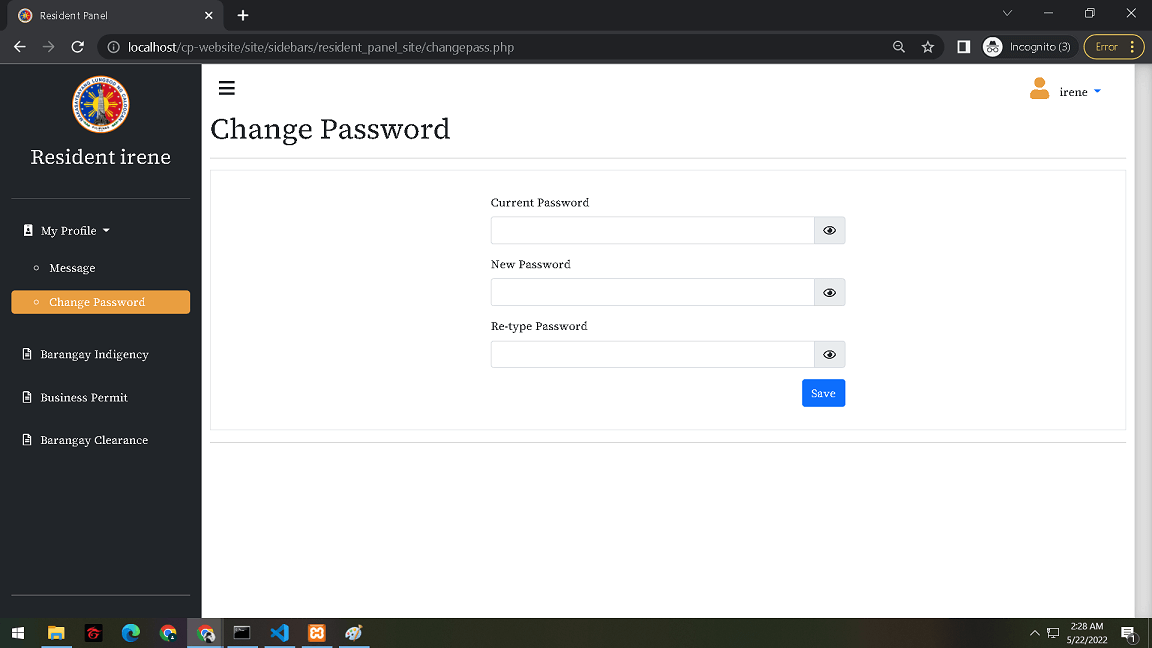 Resident Panel
localhost/cp-website/site/sidebars/resident_panel_site/changepass.php
Incognito (3)
Error
Resident irene
irene
Change Password
My Profile
Message
Change Password
Barangay Indigency
Business Permit
Barangay Clearance
Current Password
New Password
Re-type Password
Save
2:28 AM
5/22/2022
1